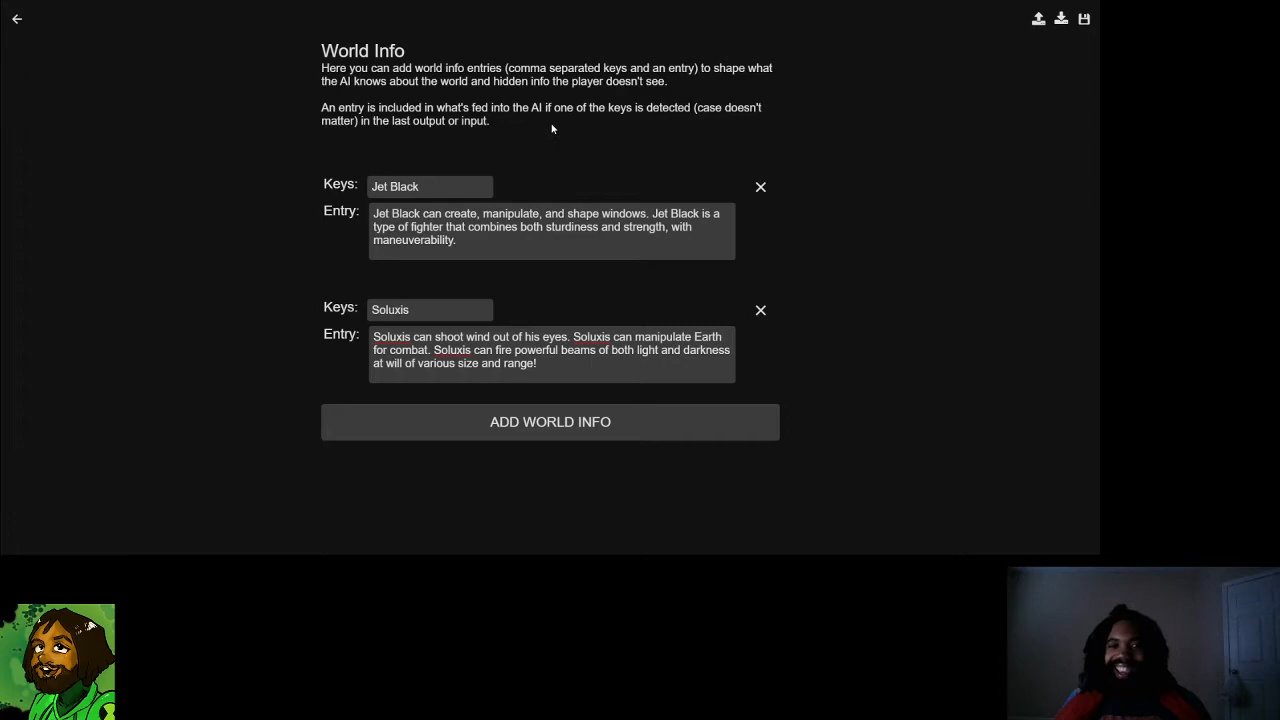 World Info
Here you can add world info entries (comma separated keys and an entry) to shape what
the AI knows about the world and hidden info the player doesn't see.
An entry is included in what's fed into the AI if one of the keys is detected (case doesn't
matter) in the last output or input.
Keys: Jet Black
Entry: Jet Black can create, manipulate, and shape windows. Jet Black is a
type of fighter that combines both sturdiness and strength, with
maneuverability.
Keys: Soluxis
Entry: Soluxis can shoot wind out of his eyes. Soluxis can manipulate Earth
for combat. Soluxis can fire powerful beams of both light and darkness
at will of various size and range!
ADD WORLD INFO